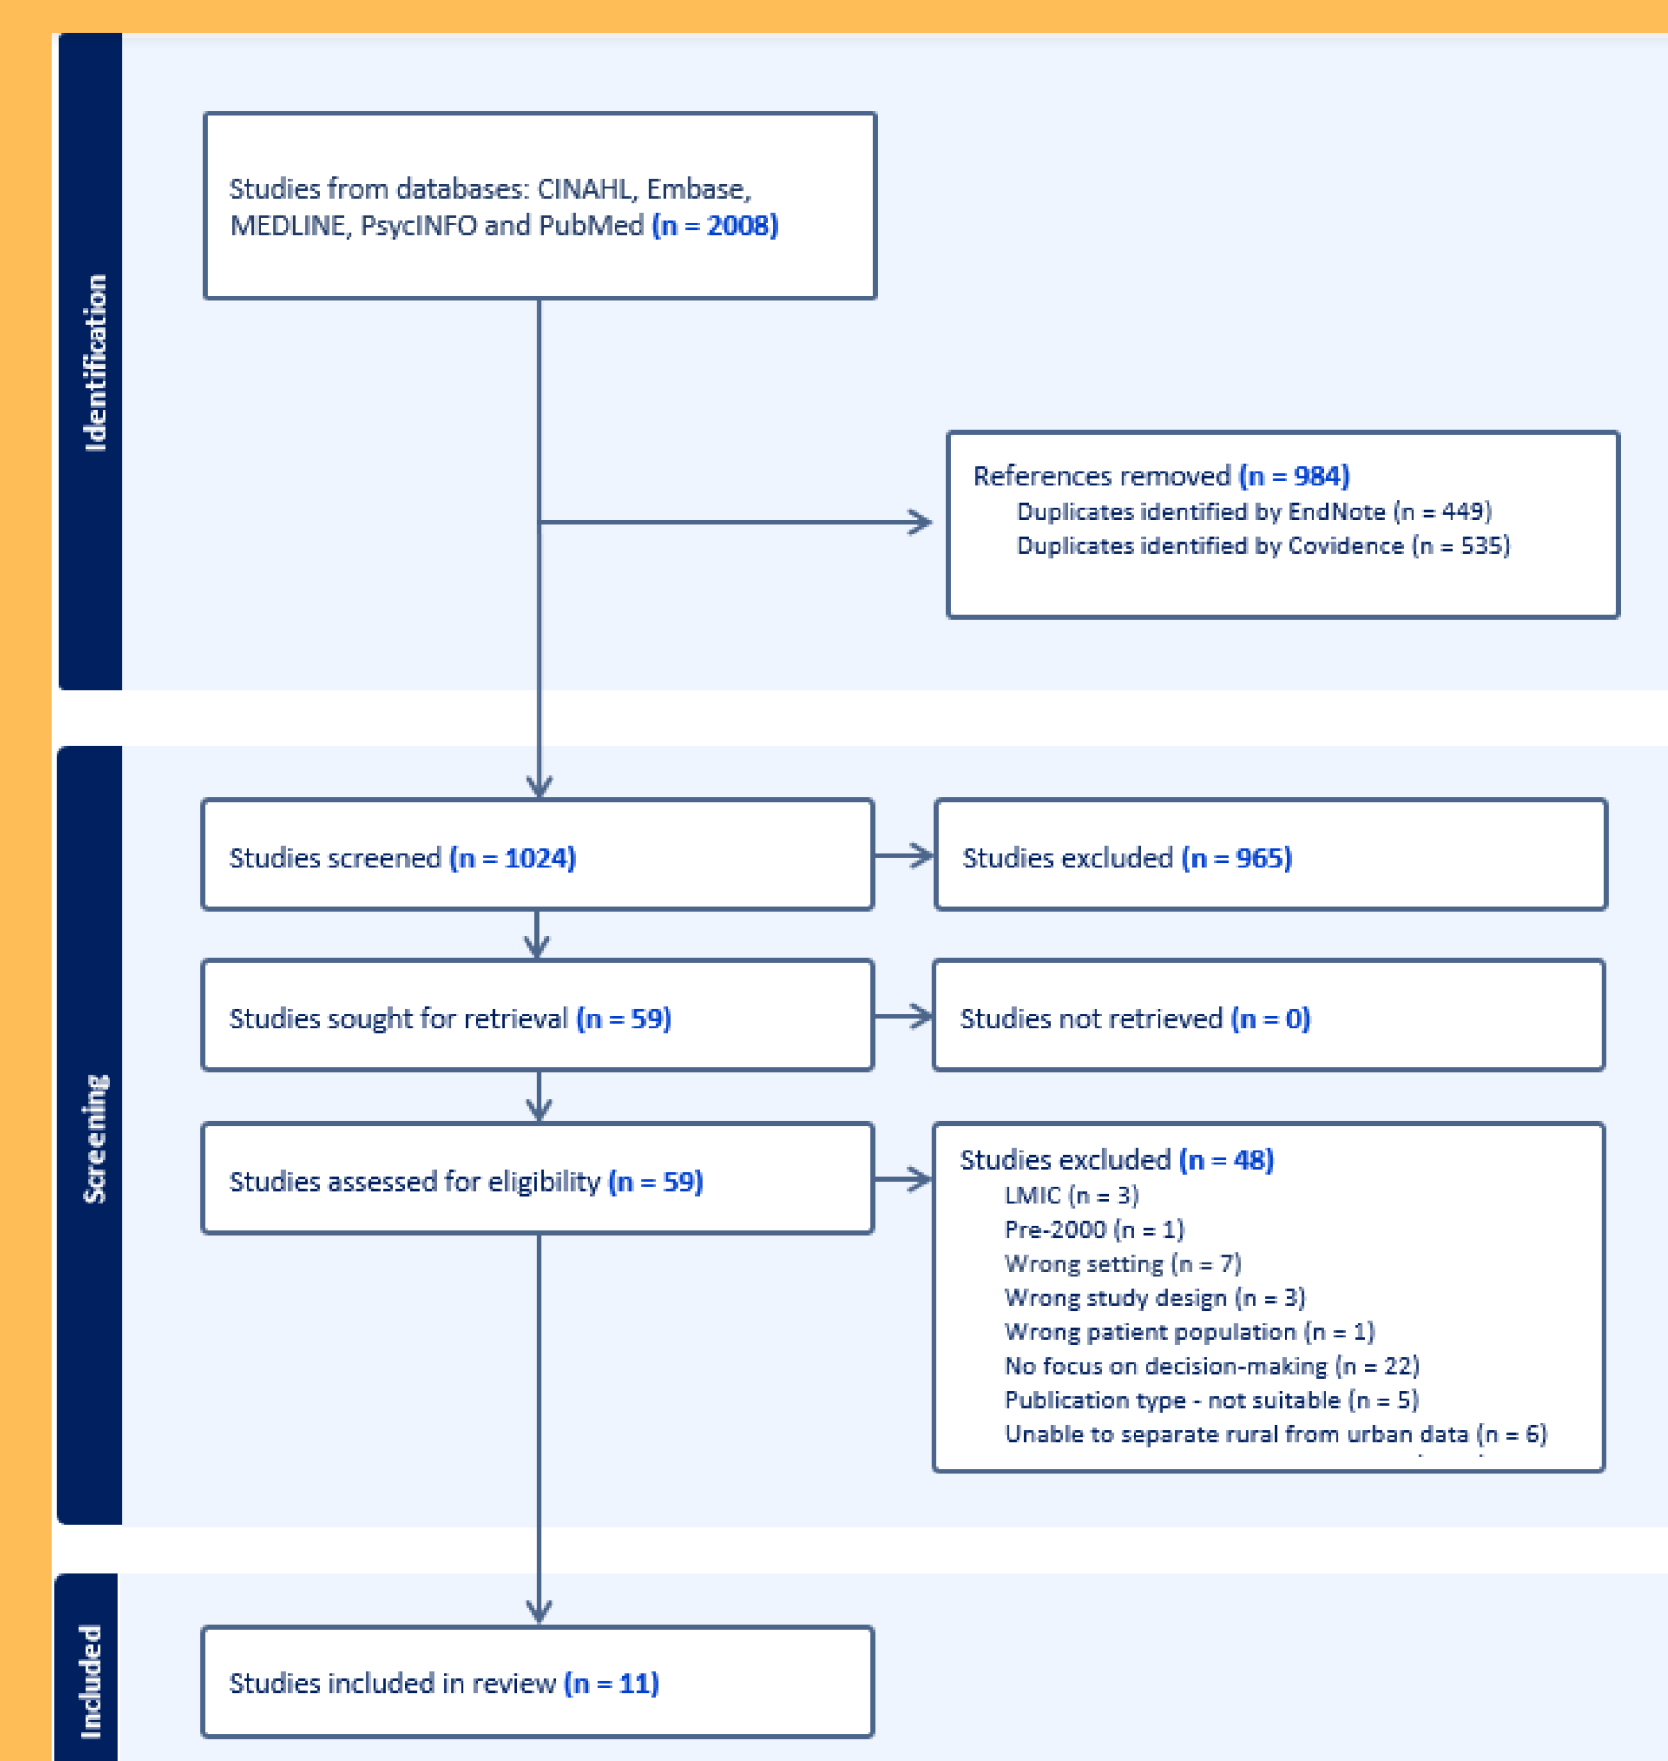 Identification
Studies from databases: CINAHL, Embase,
MEDLINE, PsycINFO and PubMed (n = 2008)
References removed (n = 984)
Duplicates identified by EndNote (n = 449)
Duplicates identified by Covidence (n = 535)
Screening
Studies screened (n = 1024)
Studies excluded (n = 965)
Studies sought for retrieval (n = 59)
Studies not retrieved (n = 0)
Studies assessed for eligibility (n = 59)
Studies excluded (n = 48)
LMIC (n = 3)
Pre-2000 (n = 1)
Wrong setting (n = 7)
Wrong study design (n = 3)
Wrong patient population (n = 1)
No focus on decision-making (n = 22)
Publication type - not suitable (n = 5)
Unable to separate rural from urban data (n = 6)
Included
Studies included in review (n = 11)